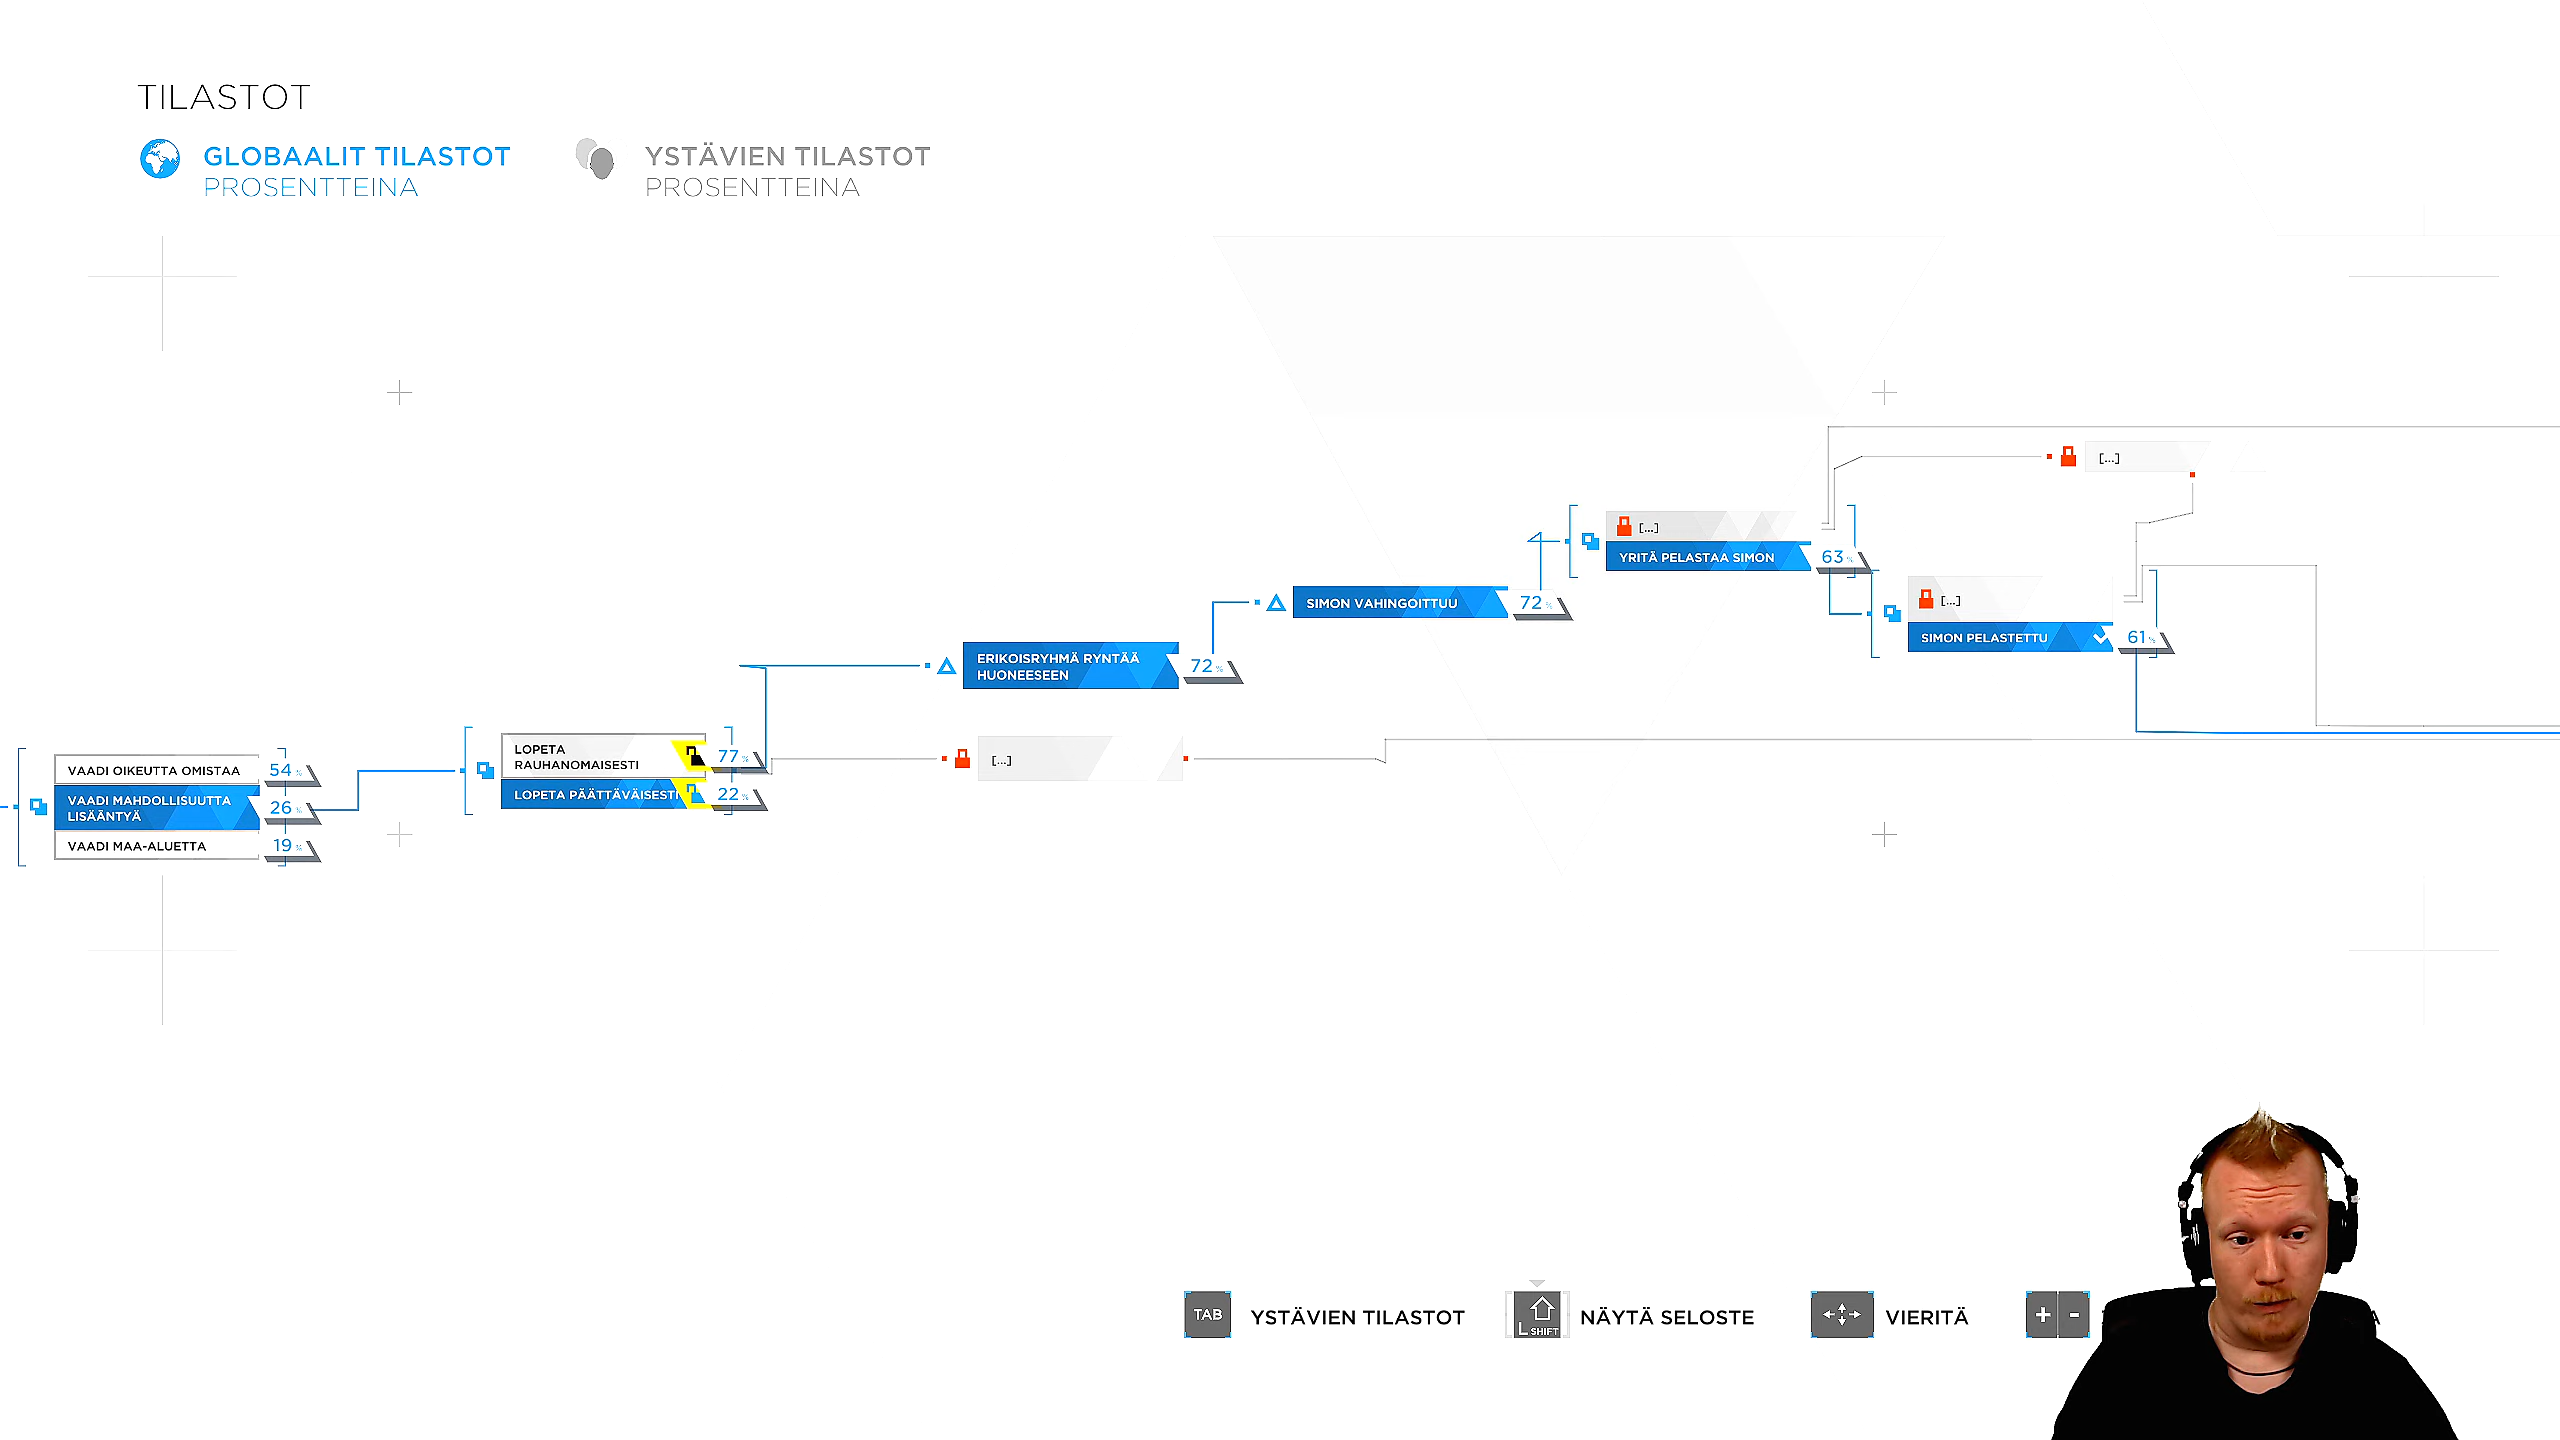 TILASTOT
GLOBAALIT TILASTOT
PROSENTTEINA
YSTÄVIEN TILASTOT
PROSENTTEINA
[...]
[...]
YRITÄ PELASTAA SIMON
63 %
[...]
SIMON PELASTETTU
61 %
SIMON VAHINGOITTUU
72 %
ERIKOISRYHMÄ RYNTÄÄ
HUONEESEEN
72 %
[...]
LOPETA
RAUHANOMAISESTI
77 %
LOPETA PÄÄTTÄVÄISESTI
22 %
VAADI OIKEUTTA OMISTAA
54 %
VAADI MAHDOLLISUUTTA
LISÄÄNTYÄ
26 %
VAADI MAA-ALUETTA
19 %
TAB
YSTÄVIEN TILASTOT
L SHIFT
NÄYTÄ SELOSTE
VIERITÄ
+ -